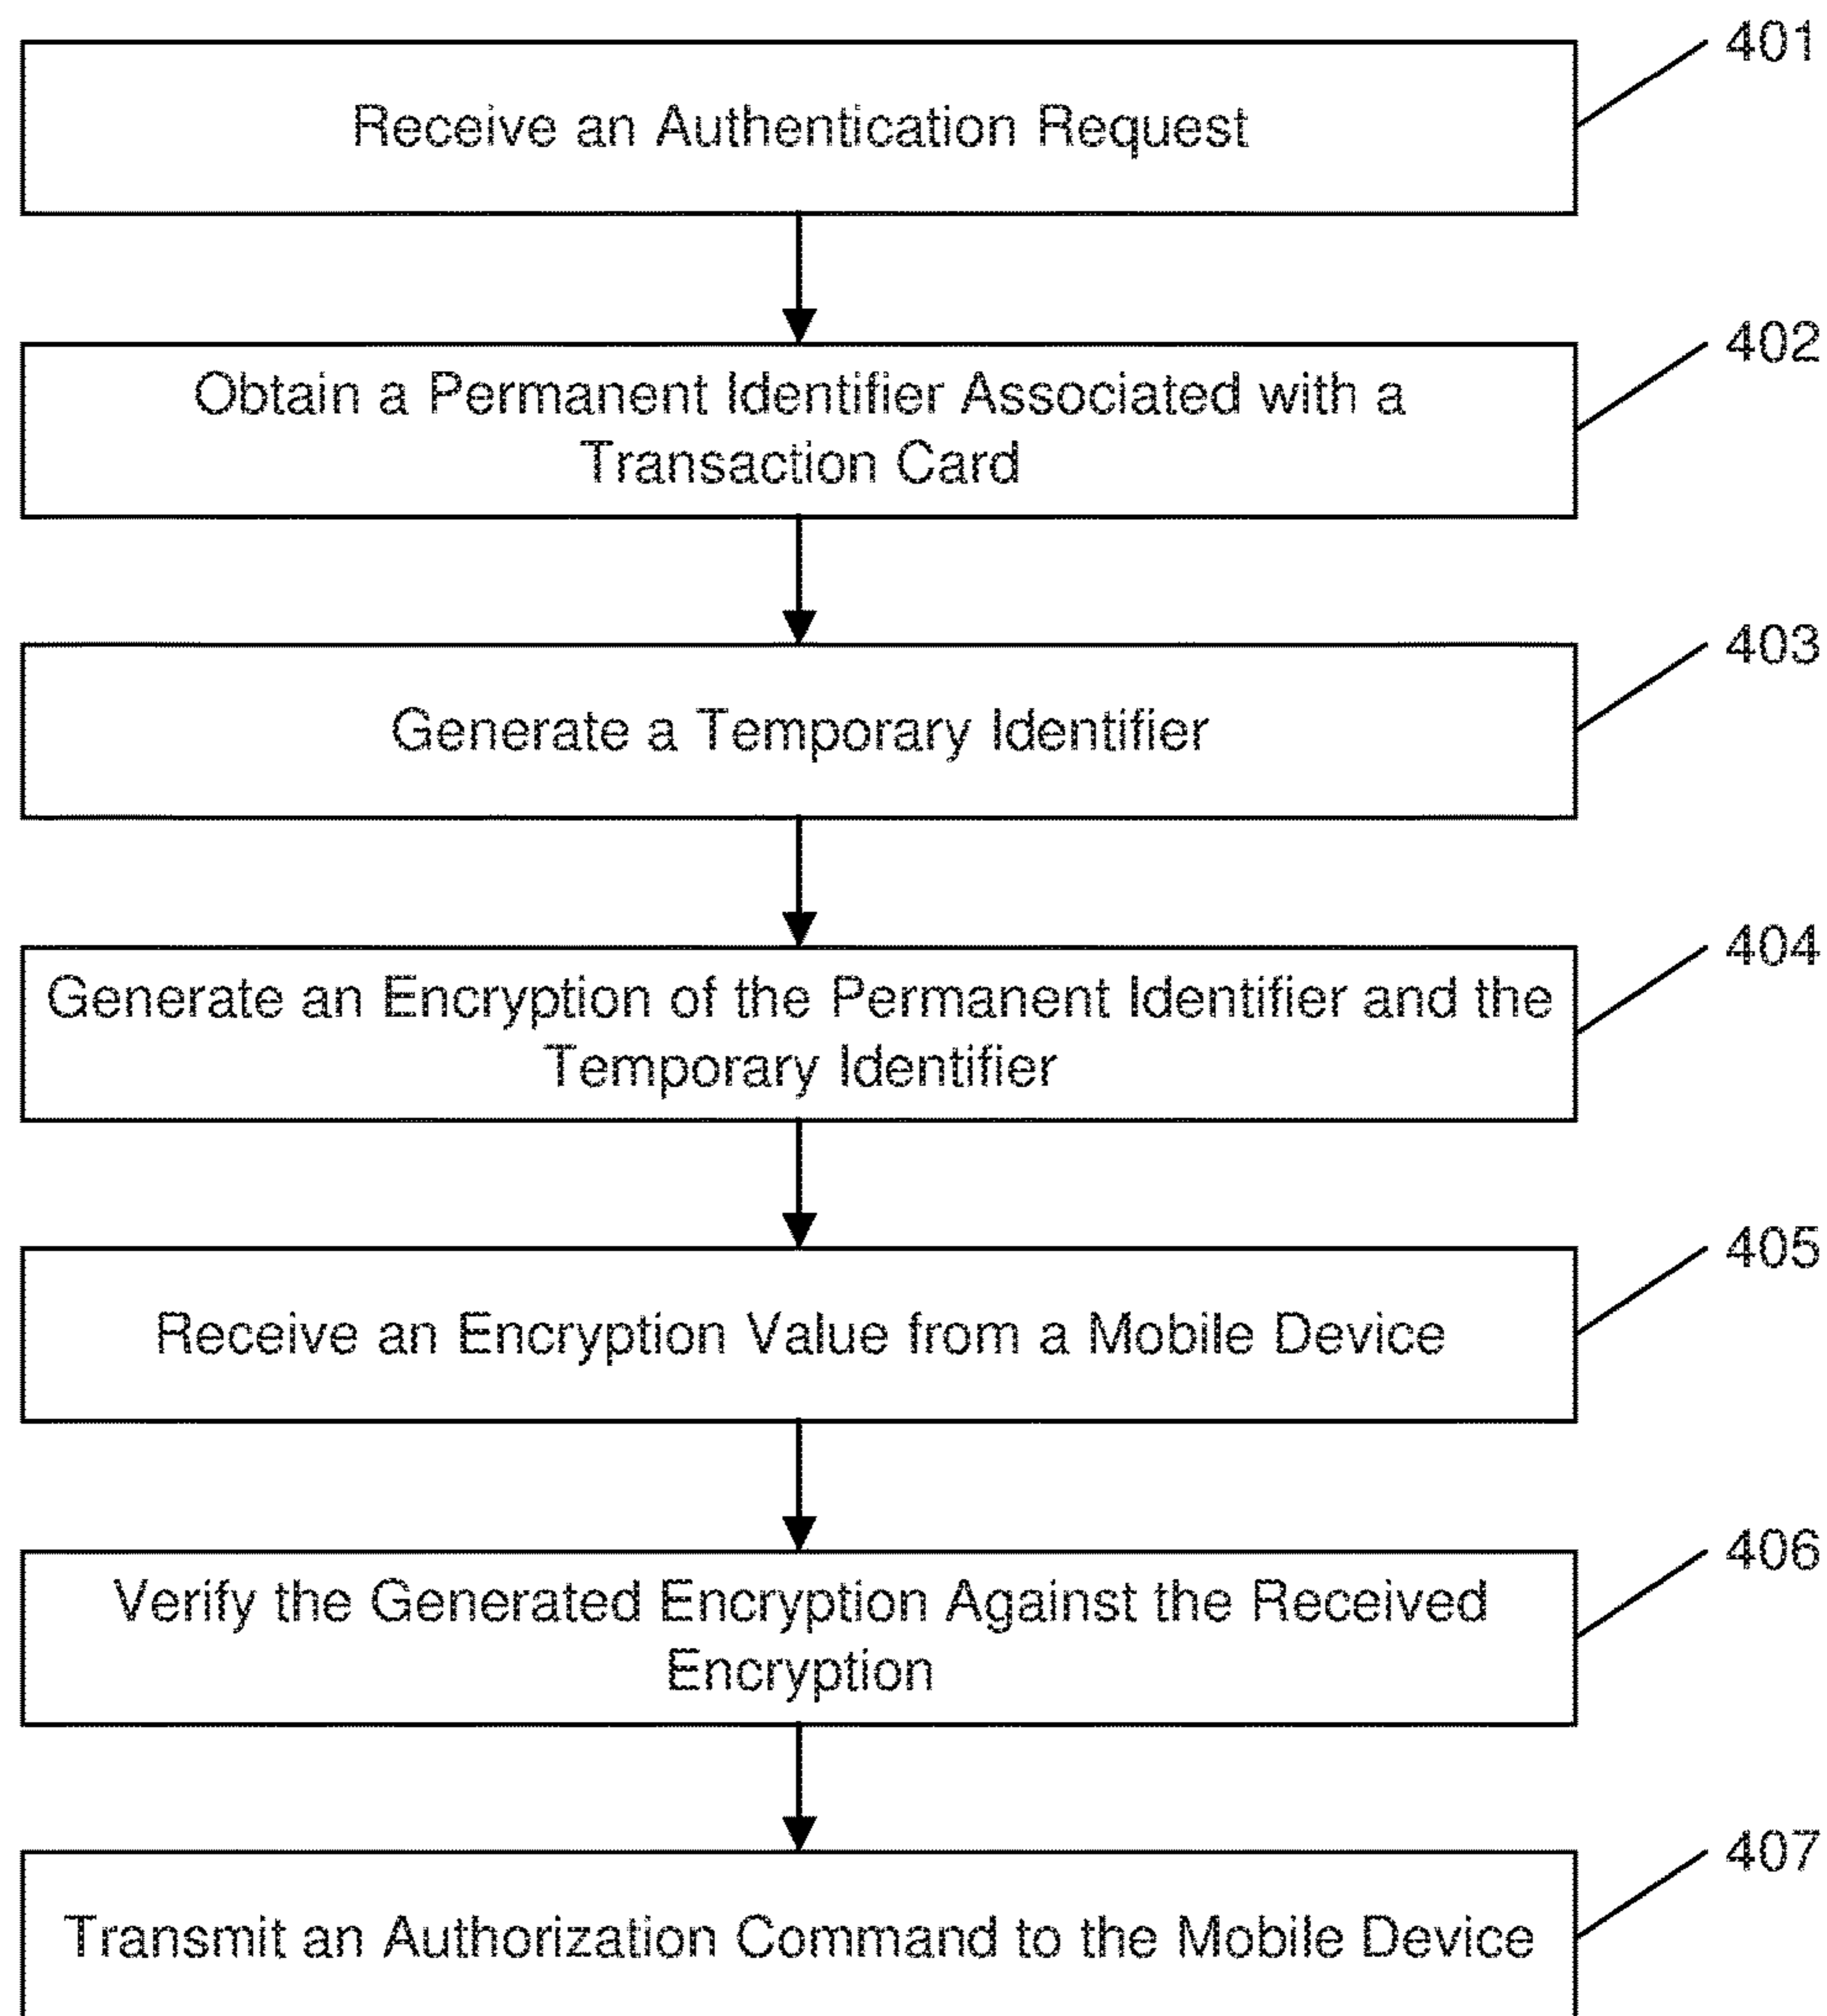 401
Receive an Authentication Request
402
Obtain a Permanent Identifier Associated with a
Transaction Card
403
Generate a Temporary Identifier
404
Generate an Encryption of the Permanent Identifier and the
Temporary Identifier
405
Receive an Encryption Value from a Mobile Device
406
Verify the Generated Encryption Against the Received
Encryption
407
Transmit an Authorization Command to the Mobile Device